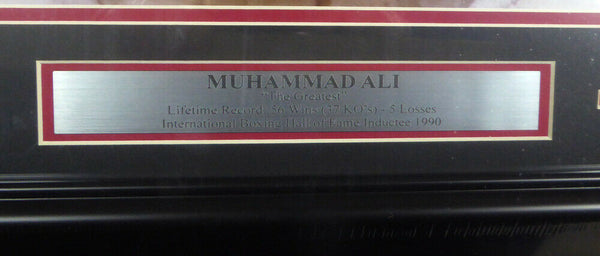 MUHAMMAD ALI
"The Greatest"
Lifetime Record: 56 Wins (37 KO's) - 5 Losses
International Boxing Hall of Fame Inductee 1990